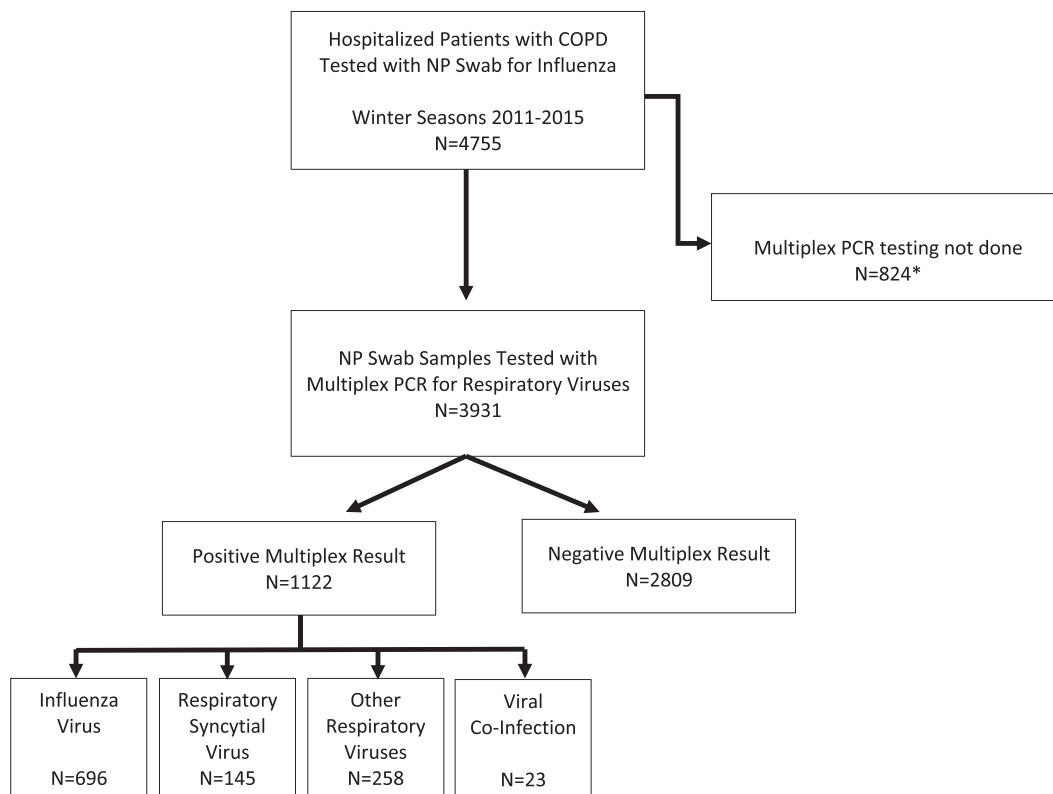 Hospitalized Patients with COPD
Tested with NP Swab for Influenza
Winter Seasons 2011-2015
N=4755
Multiplex PCR testing not done
N=824*
NP Swab Samples Tested with
Multiplex PCR for Respiratory Viruses
N=3931
Positive Multiplex Result
N=1122
Negative Multiplex Result
N=2809
Influenza
Virus
N=696
Respiratory
Syncytial
Virus
N=145
Other
Respiratory
Viruses
N=258
Viral
Co-Infection
N=23